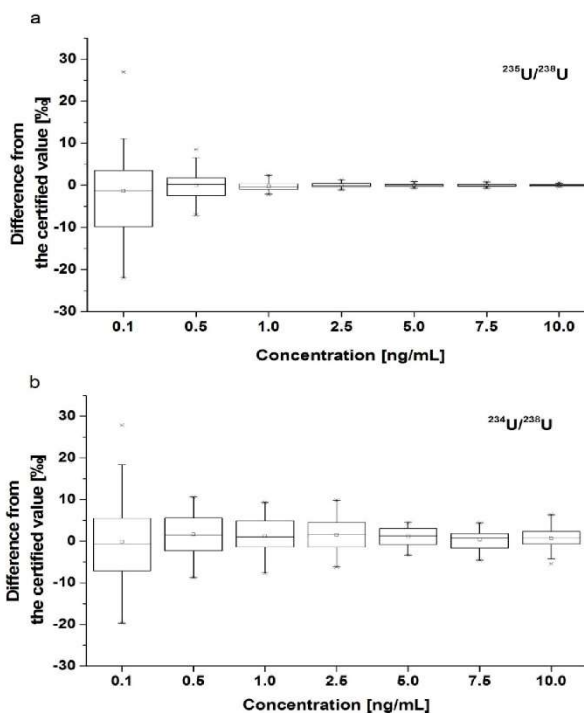 a
²³⁵U/²³⁸U
30
20
10
0
-10
-20
-30
Difference from
the certified value [‰]
0.1 0.5 1.0 2.5 5.0 7.5 10.0
Concentration [ng/mL]
b
²³⁴U/²³⁸U
30
20
10
0
-10
-20
-30
Difference from
the certified value [‰]
0.1 0.5 1.0 2.5 5.0 7.5 10.0
Concentration [ng/mL]